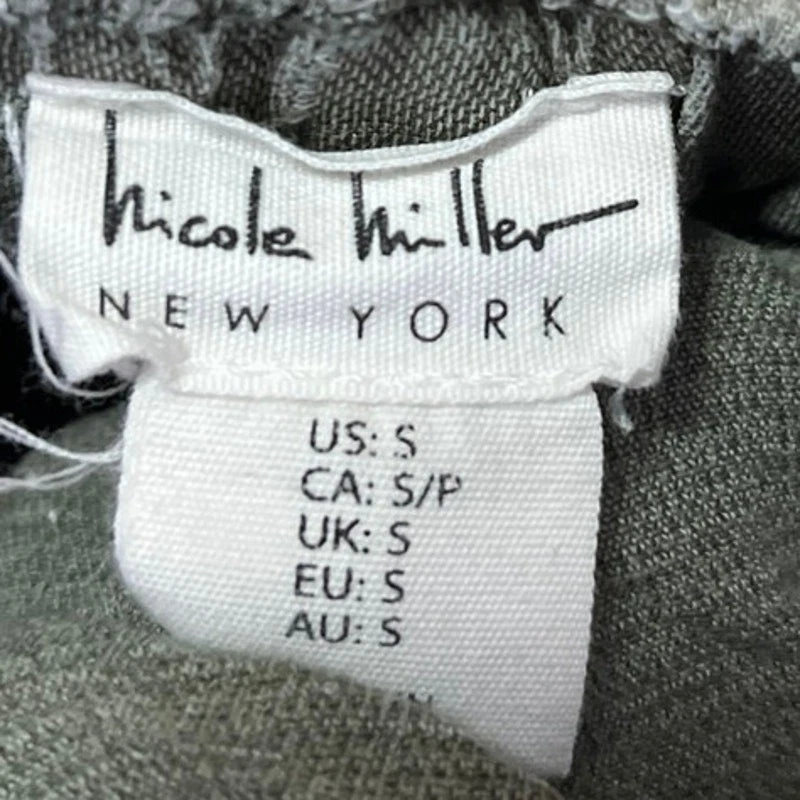 Nicole Miller
NEW YORK
US: S
CA: S/P
UK: S
EU: S
AU: S